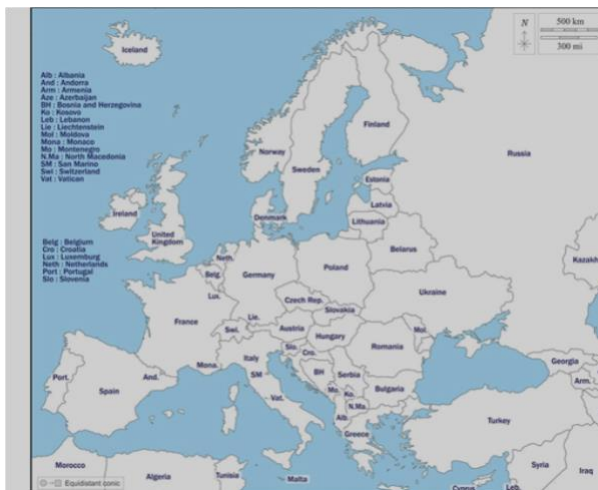 Iceland
N
500 km
300 mi
Alb : Albania
And : Andorra
Arm : Armenia
Aze : Azerbaijan
BH : Bosnia and Herzegovina
Ko : Kosovo
Leb : Lebanon
Lie : Liechtenstein
Mol : Moldova
Mona : Monaco
Mo : Montenegro
N.Ma : North Macedonia
SM : San Marino
Swi : Switzerland
Vat : Vatican
Finland
Norway
Sweden
Russia
Estonia
Latvia
Lithuania
Ireland
United
Kingdom
Denmark
Belg : Belgium
Cro : Croatia
Lux : Luxemburg
Neth : Netherlands
Port : Portugal
Slo : Slovenia
Neth.
Belg.
Lux.
Germany
Poland
Belarus
Kazakh
Ukraine
Czech Rep.
Slovakia
France
Lie.
Swi.
Austria
Hungary
Mol.
Romania
Slo.
Cro.
Italy
Mona.
SM
BH
Serbia
Georgia
Arm.
Port.
Spain
And.
Vat.
Mo.
Ko.
Bulgaria
N.Ma.
Alb.
Greece
Turkey
Morocco
Algeria
Tunisia
Malta
Cyprus
Leb.
Syria
Iraq
Equidistant conic